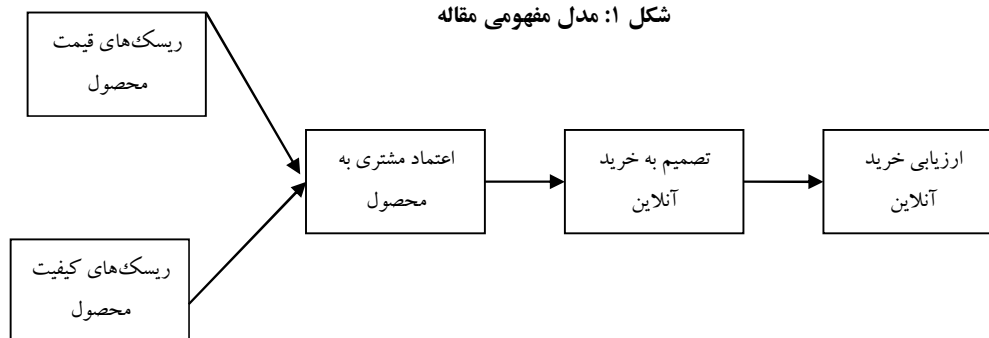 شکل ۱: مدل مفهومی مقاله
ریسک‌های قیمت
محصول
اعتماد مشتری به
محصول
تصمیم به خرید
آنلاین
ارزیابی خرید
آنلاین
ریسک‌های کیفیت
محصول